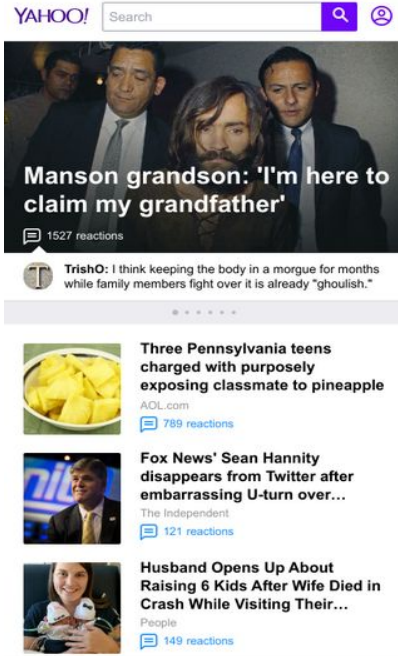 YAHOO!
Search
Manson grandson: 'I'm here to
claim my grandfather'
1527 reactions
T
TrishO: I think keeping the body in a morgue for months
while family members fight over it is already "ghoulish."
Three Pennsylvania teens
charged with purposely
exposing classmate to pineapple
AOL.com
789 reactions
Fox News' Sean Hannity
disappears from Twitter after
embarrassing U-turn over...
The Independent
121 reactions
Husband Opens Up About
Raising 6 Kids After Wife Died in
Crash While Visiting Their...
People
149 reactions